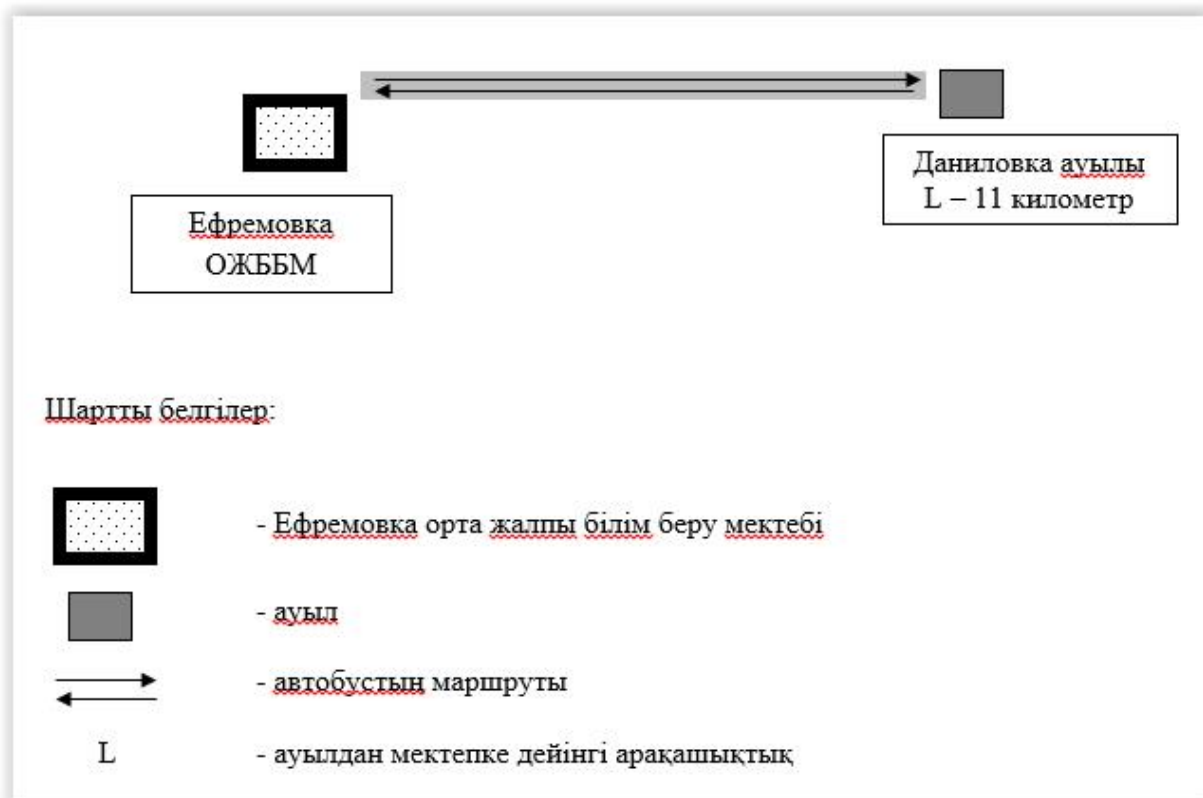 Ефремовка
ОЖББМ
Даниловка ауылы
L – 11 километр
Шартты белгілер:
- Ефремовка орта жалпы білім беру мектебі
- ауыл
- автобустың маршруты
L - ауылдан мектепке дейінгі арақашықтық